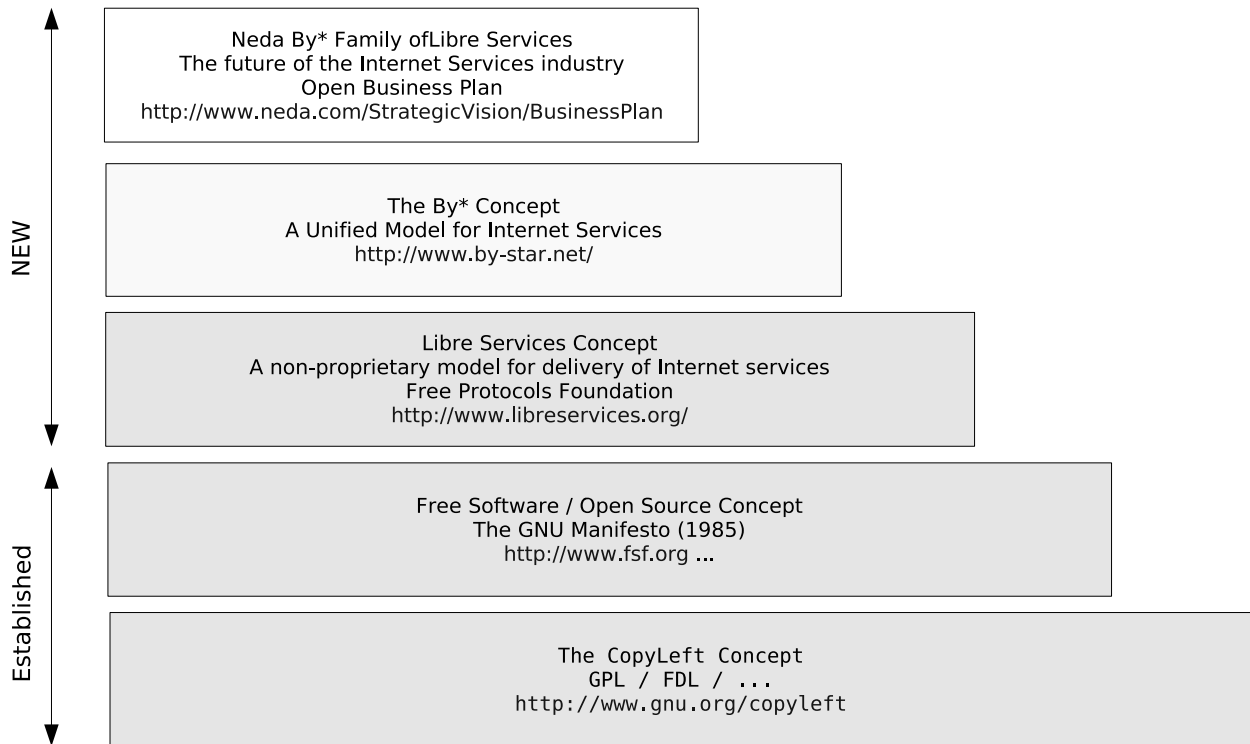 Neda By* Family ofLibre Services
The future of the Internet Services industry
Open Business Plan
http://www.neda.com/StrategicVision/BusinessPlan
The By* Concept
A Unified Model for Internet Services
http://www.by-star.net/
NEW
Libre Services Concept
A non-proprietary model for delivery of Internet services
Free Protocols Foundation
http://www.libreservices.org/
Free Software / Open Source Concept
The GNU Manifesto (1985)
http://www.fsf.org ...
Established
The CopyLeft Concept
GPL / FDL / ...
http://www.gnu.org/copyleft